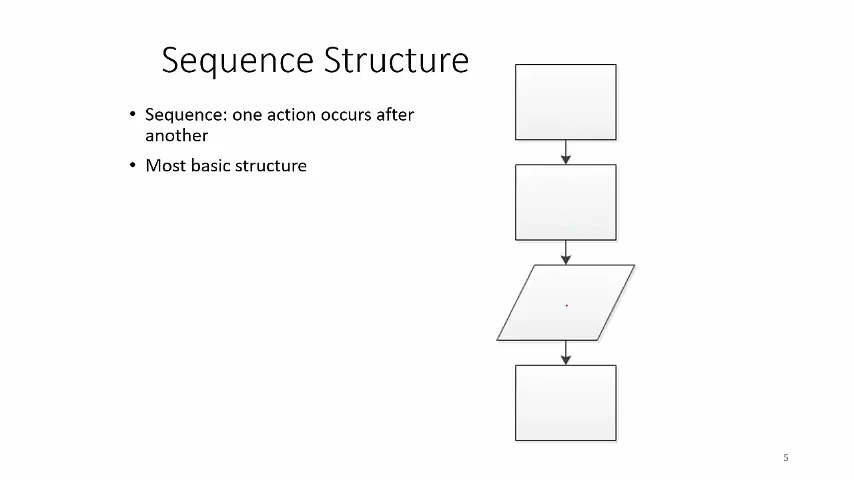 Sequence Structure
• Sequence: one action occurs after
another
• Most basic structure
5